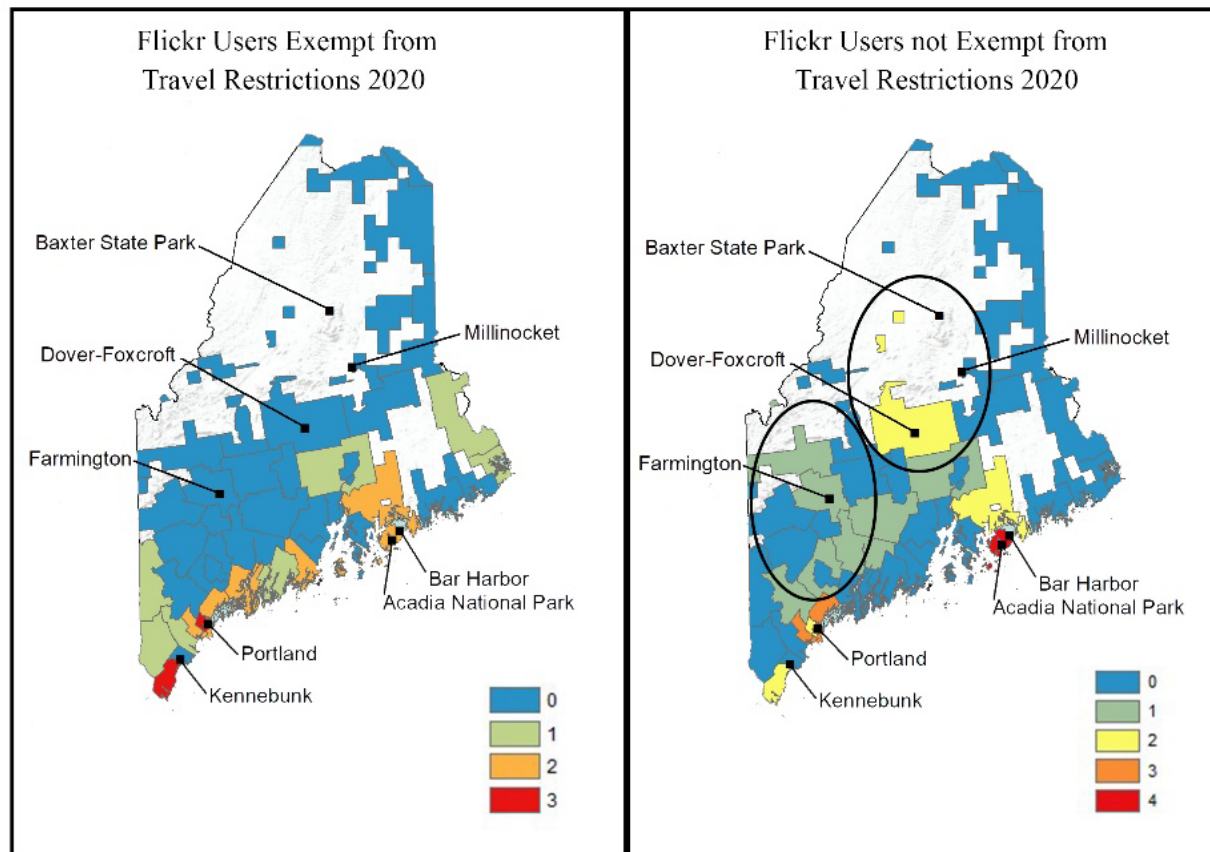 Flickr Users Exempt from
Travel Restrictions 2020
Baxter State Park
Millinocket
Dover-Foxcroft
Farmington
Bar Harbor
Acadia National Park
Portland
Kennebunk
0
1
2
3
Flickr Users not Exempt from
Travel Restrictions 2020
Baxter State Park
Millinocket
Dover-Foxcroft
Farmington
Bar Harbor
Acadia National Park
Portland
Kennebunk
0
1
2
3
4